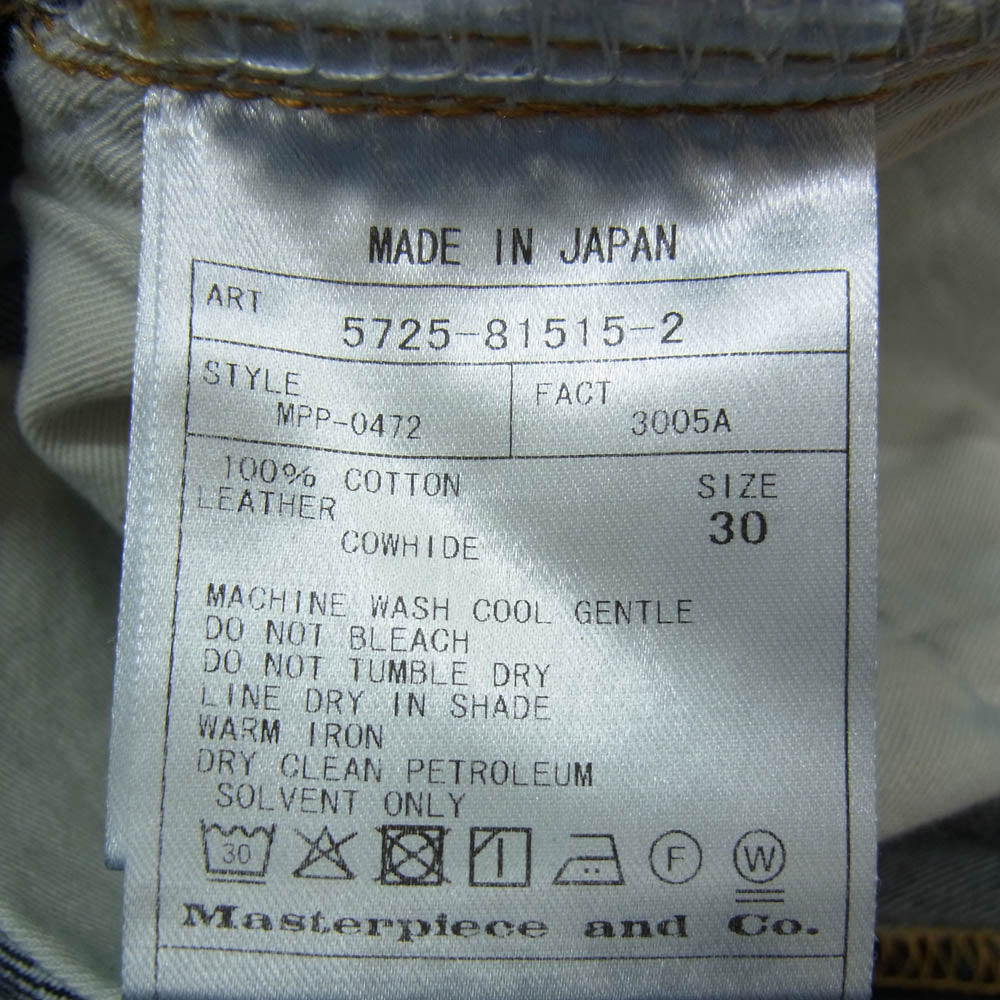 MADE IN JAPAN
ART
5725-81515-2
STYLE
MPP-0472
FACT
3005A
100% COTTON
LEATHER
COWHIDE
SIZE
30
MACHINE WASH COOL GENTLE
DO NOT BLEACH
DO NOT TUMBLE DRY
LINE DRY IN SHADE
WARM IRON
DRY CLEAN PETROLEUM
SOLVENT ONLY
30 F W
Masterpiece and Co.